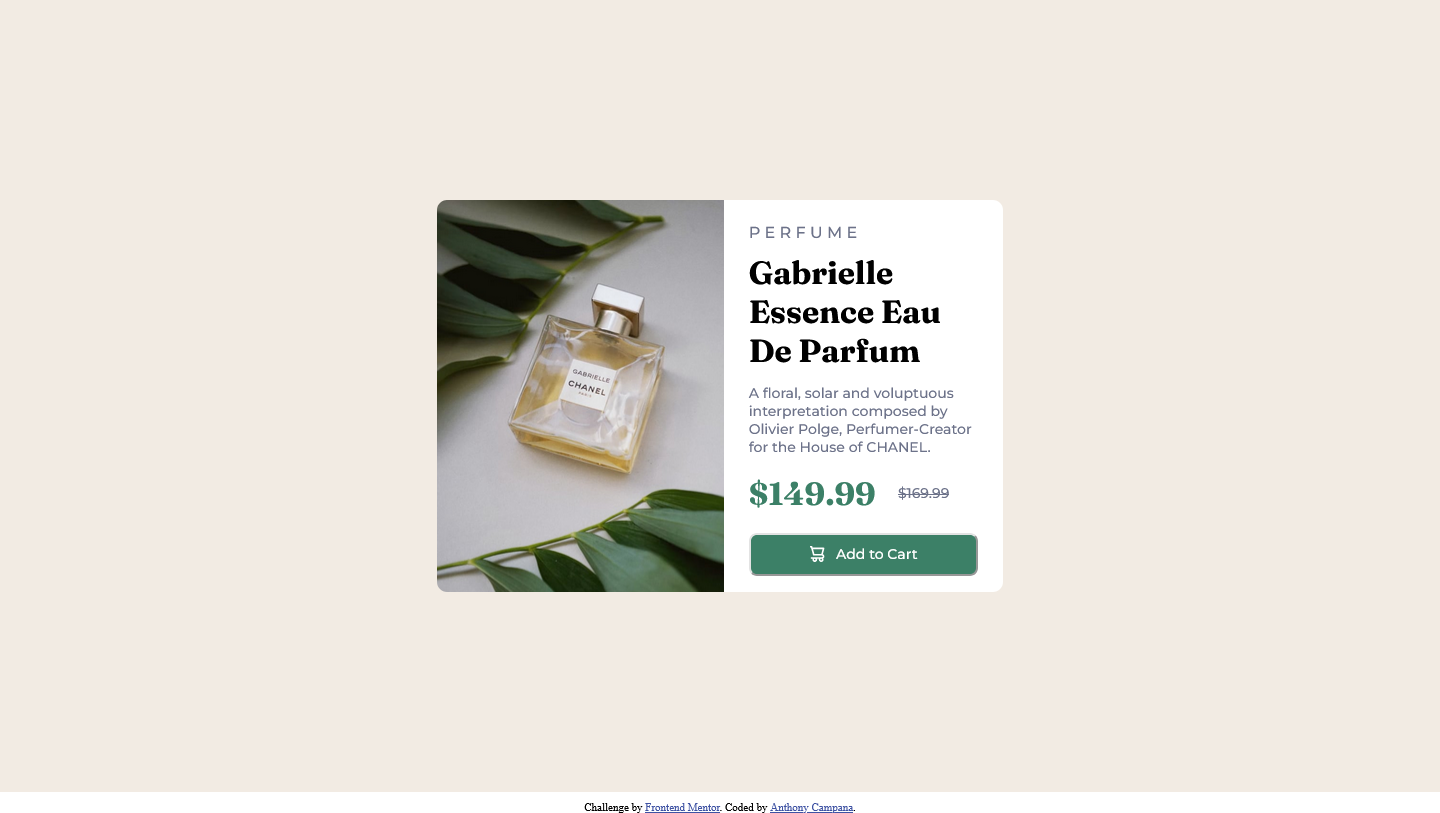 GABRIELLE
CHANEL
PARIS
PERFUME
Gabrielle
Essence Eau
De Parfum
A floral, solar and voluptuous
interpretation composed by
Olivier Polge, Perfumer-Creator
for the House of CHANEL.
$149.99 $169.99
Add to Cart
Challenge by Frontend Mentor. Coded by Anthony Campana.